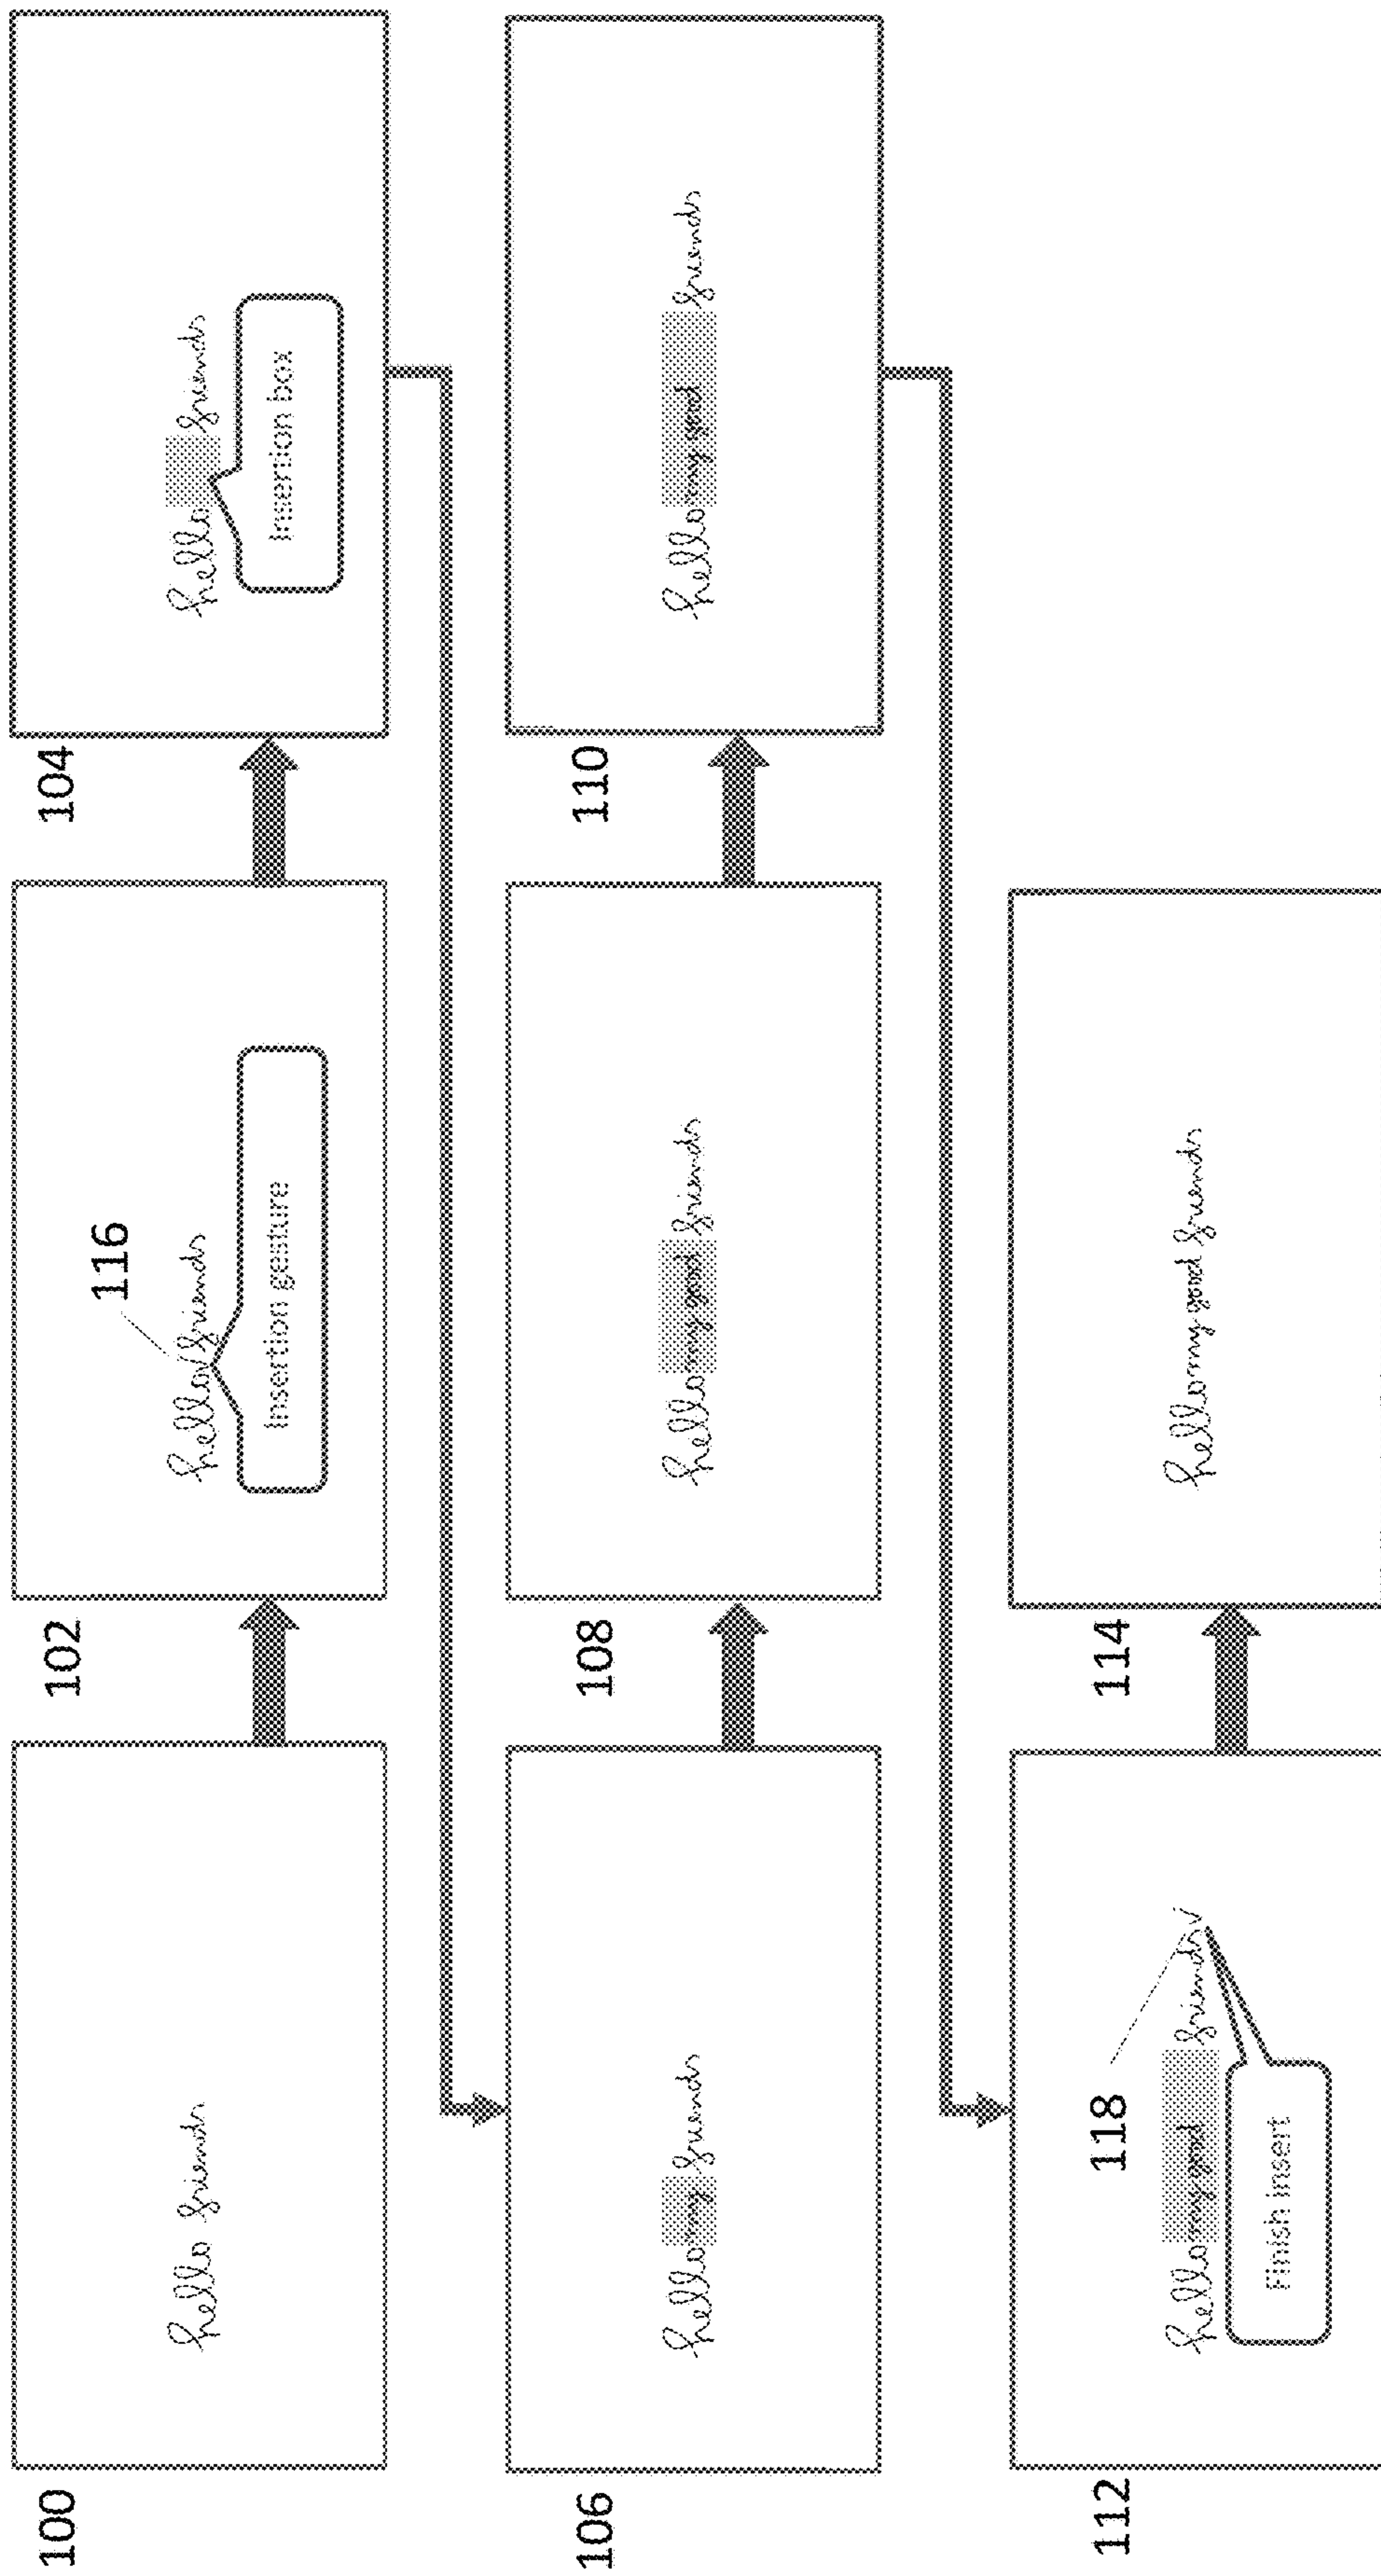 100
hello friends
102
116
hello√friends
Insertion gesture
104
hello friends
Insertion box
106
hello my friends
108
hello my good friends
110
hello my good friends
112
118
hello my good friends√
Finish insert
114
hello my good friends